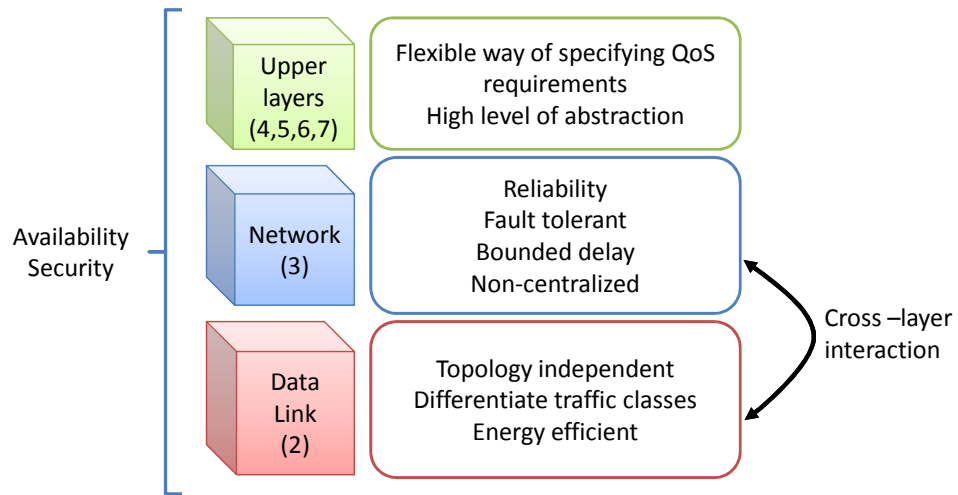 Availability
Security
Upper
layers
(4,5,6,7)
Flexible way of specifying QoS
requirements
High level of abstraction
Network
(3)
Reliability
Fault tolerant
Bounded delay
Non-centralized
Data
Link
(2)
Topology independent
Differentiate traffic classes
Energy efficient
Cross –layer
interaction